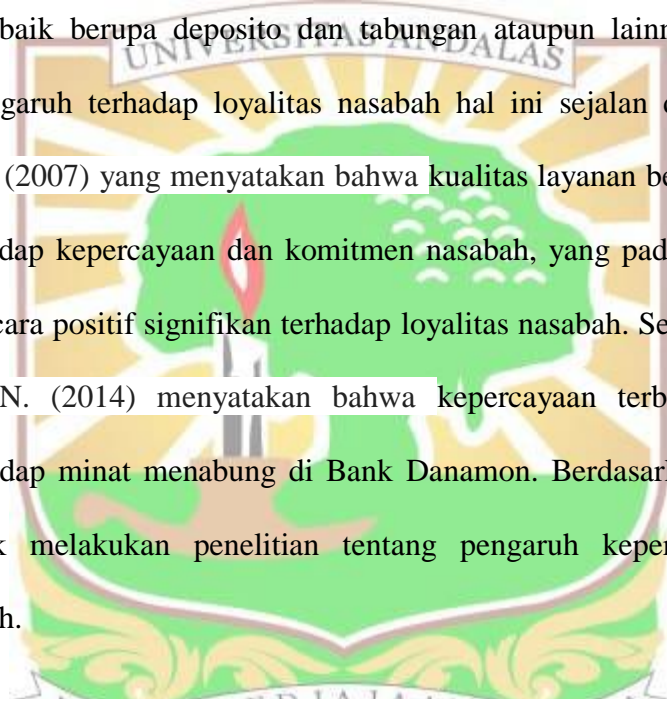 baik berupa deposito dan tabungan ataupun lain
UNIVERSITAS ANDALAS
garuh terhadap loyalitas nasabah hal ini sejalan
(2007) yang menyatakan bahwa kualitas layanan be
dap kepercayaan dan komitmen nasabah, yang pad
cara positif signifikan terhadap loyalitas nasabah. Se
N. (2014) menyatakan bahwa kepercayaan terb
dap minat menabung di Bank Danamon. Berdasar
k melakukan penelitian tentang pengaruh keper
h.